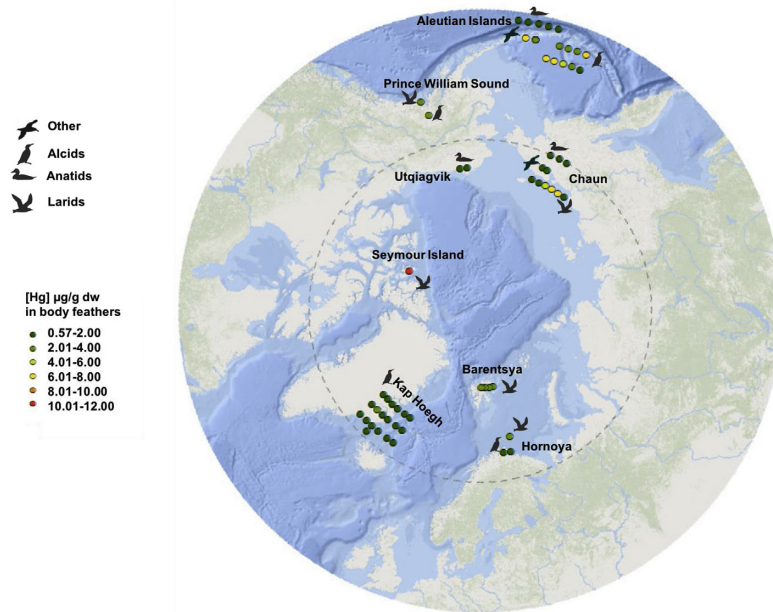 Aleutian Islands
Prince William Sound
Other
Alcids
Anatids
Larids
Utqiagvik
Chaun
Seymour Island
[Hg] µg/g dw
in body feathers
0.57-2.00
2.01-4.00
4.01-6.00
6.01-8.00
8.01-10.00
10.01-12.00
Barentsya
Kap Hoegh
Hornoya